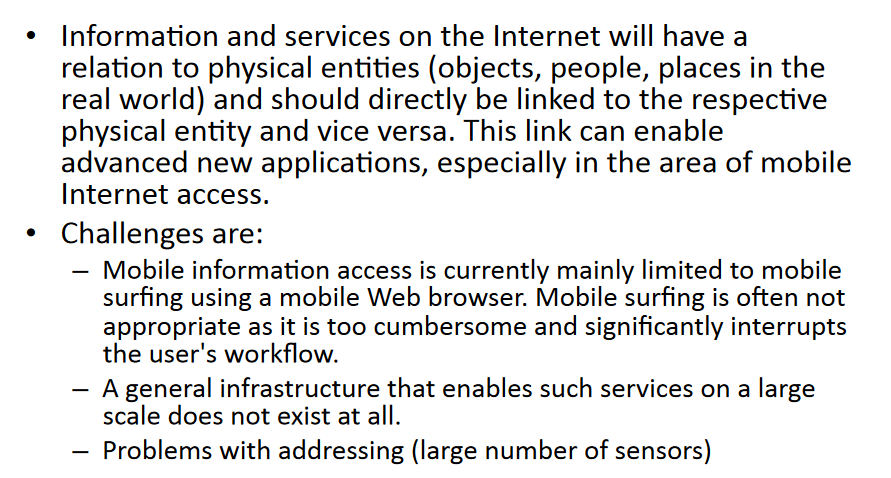 • Information and services on the Internet will have a
relation to physical entities (objects, people, places in the
real world) and should directly be linked to the respective
physical entity and vice versa. This link can enable
advanced new applications, especially in the area of mobile
Internet access.
• Challenges are:
– Mobile information access is currently mainly limited to mobile
surfing using a mobile Web browser. Mobile surfing is often not
appropriate as it is too cumbersome and significantly interrupts
the user's workflow.
– A general infrastructure that enables such services on a large
scale does not exist at all.
– Problems with addressing (large number of sensors)